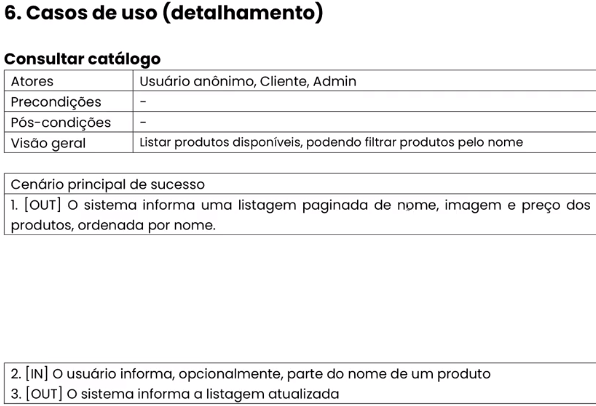 6. Casos de uso (detalhamento)
Consultar catálogo
Atores Usuário anônimo, Cliente, Admin
Precondições -
Pós-condições -
Visão geral Listar produtos disponíveis, podendo filtrar produtos pelo nome
Cenário principal de sucesso
1. [OUT] O sistema informa uma listagem paginada de nome, imagem e preço dos
produtos, ordenada por nome.
2. [IN] O usuário informa, opcionalmente, parte do nome de um produto
3. [OUT] O sistema informa a listagem atualizada